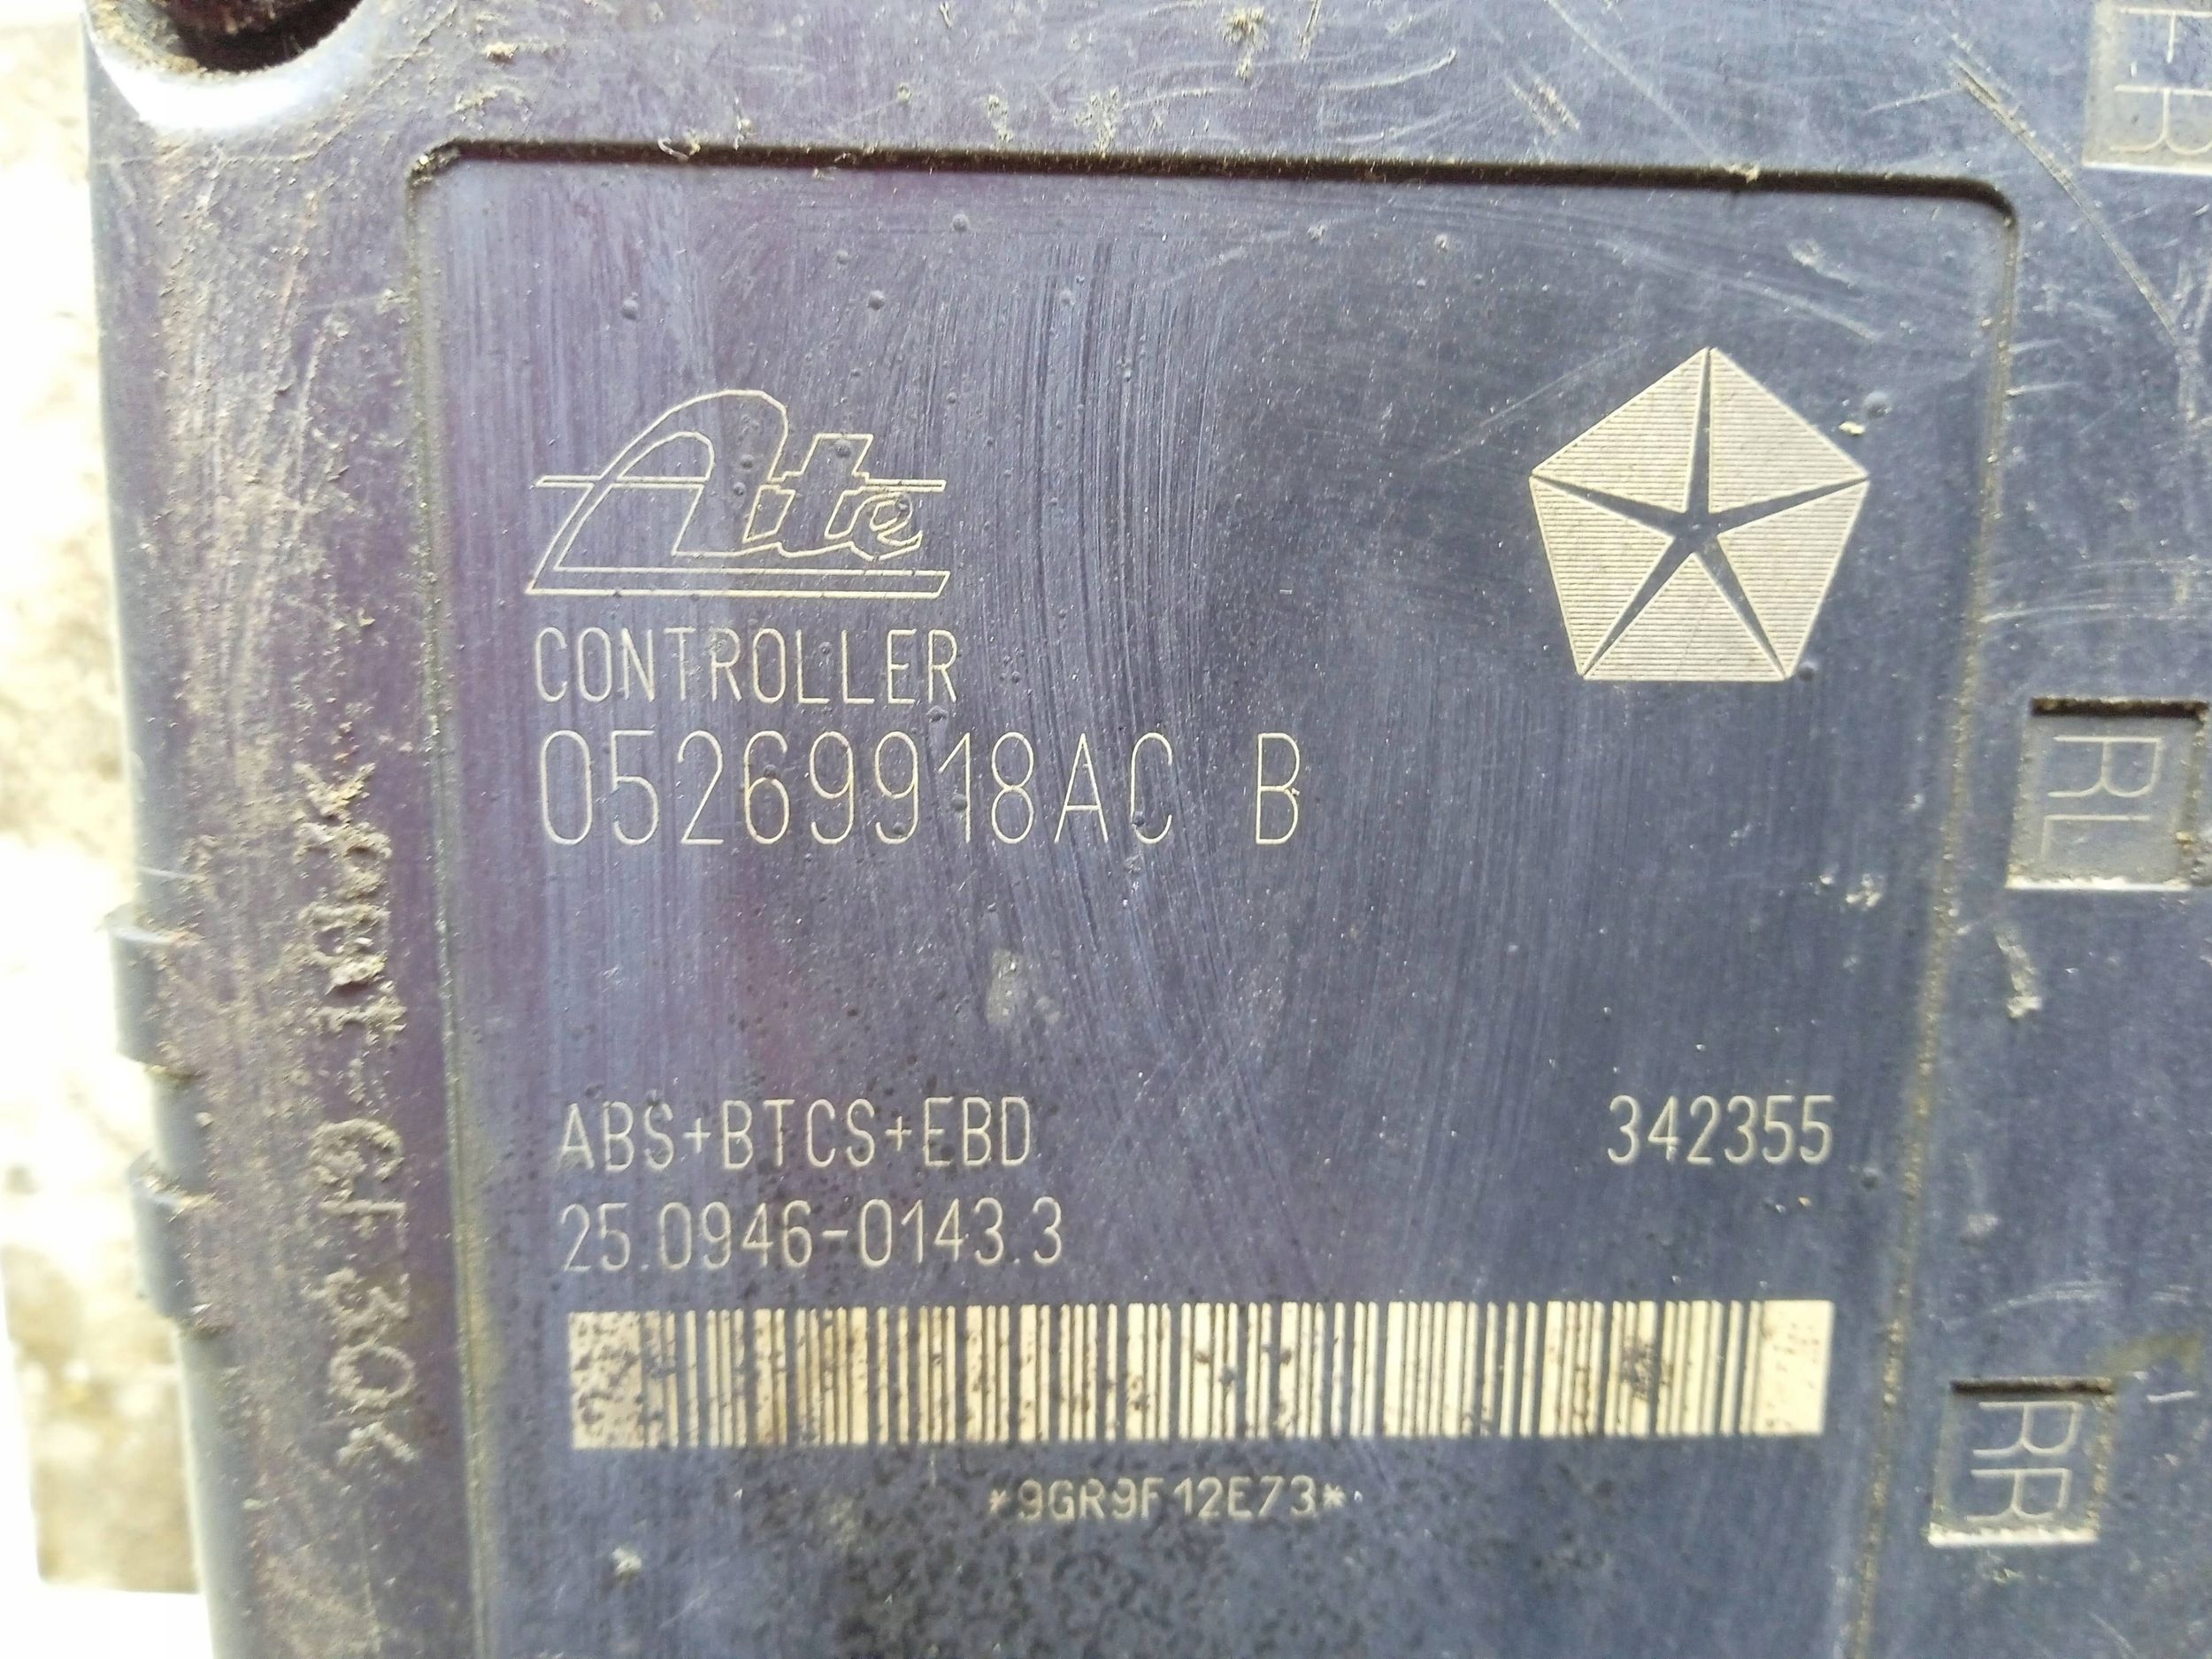 Ate
CONTROLLER
05269918AC B
ABS+BTCS+EBD 342355
25.0946-0143.3
*9GR9F12E73*
RL
RR